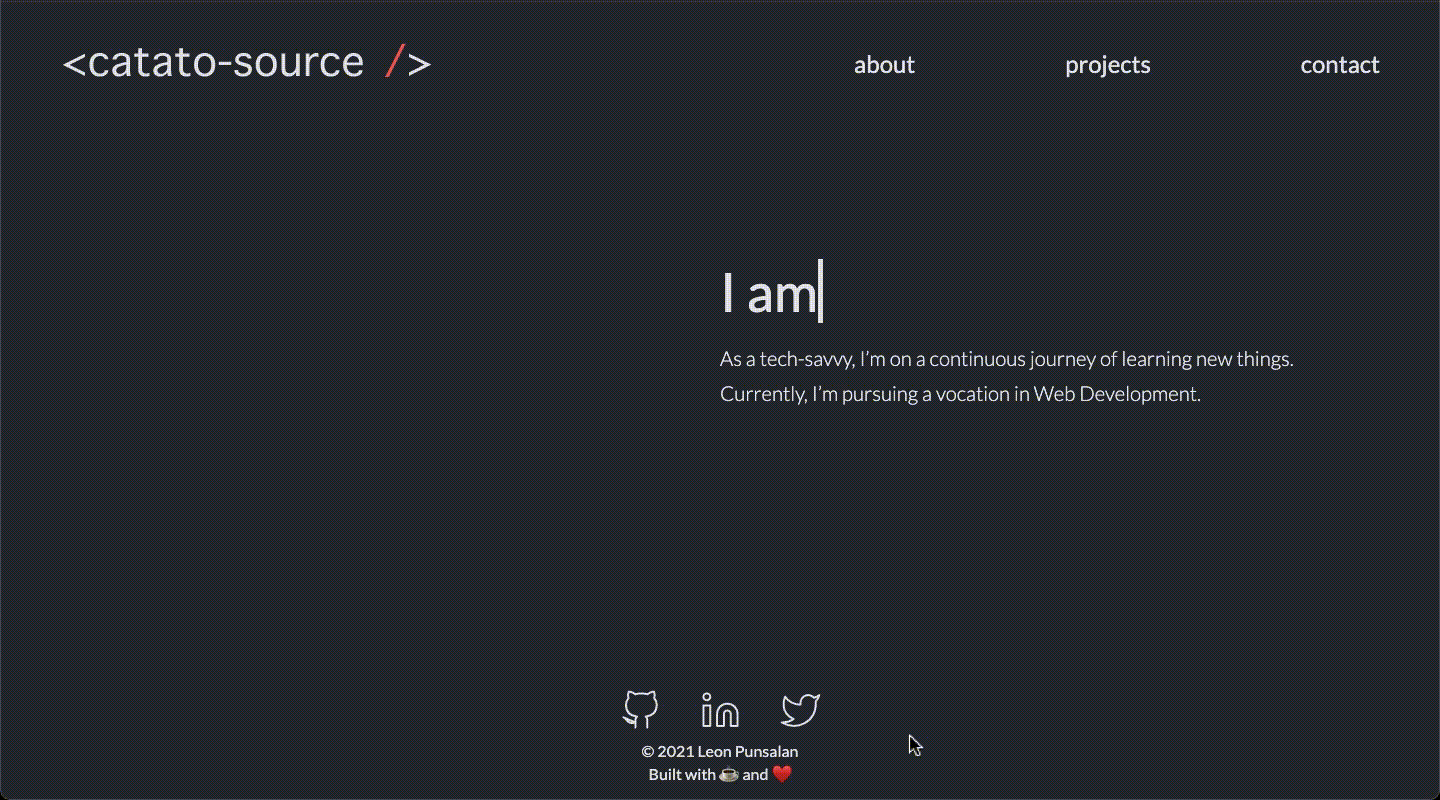 <catato-source />
about
projects
contact
I am
As a tech-savvy, I’m on a continuous journey of learning new things.
Currently, I’m pursuing a vocation in Web Development.
in
© 2021 Leon Punsalan
Built with ☕ and ❤️